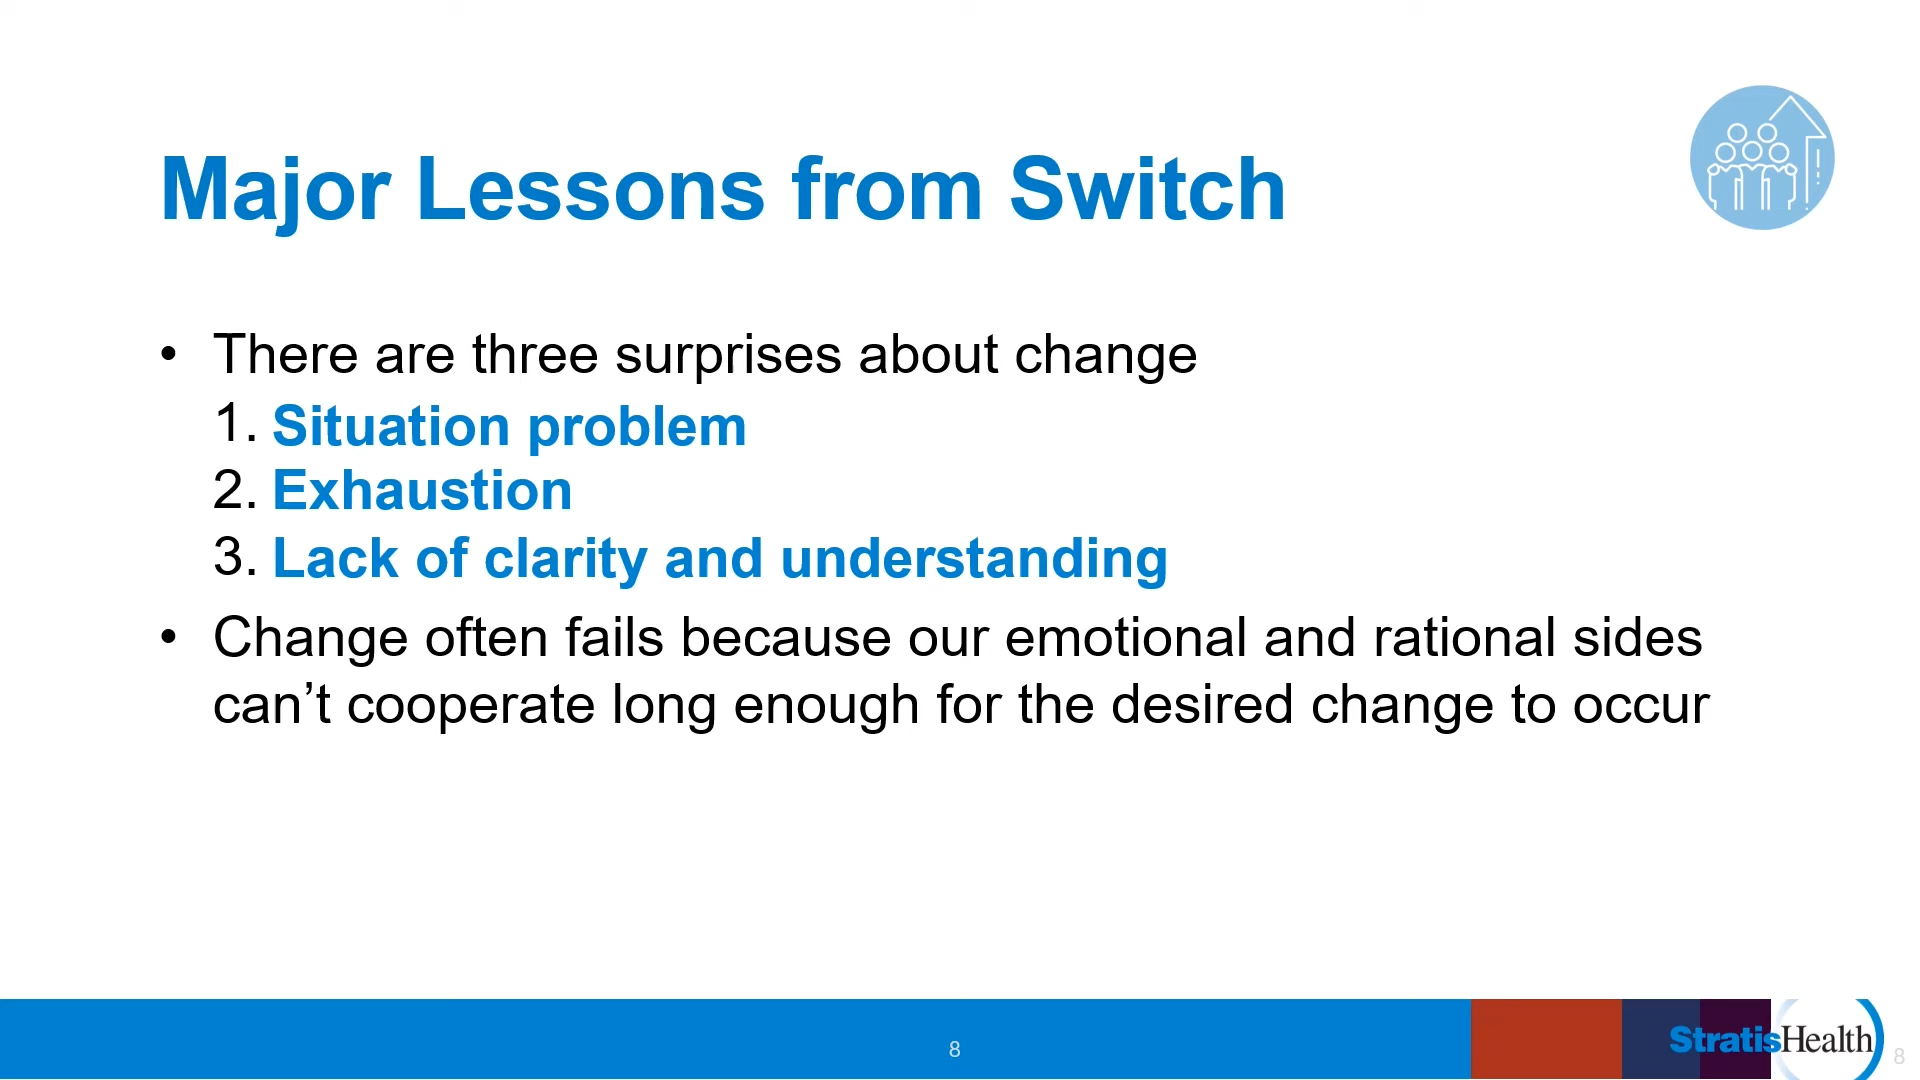 Major Lessons from Switch
• There are three surprises about change
1. Situation problem
2. Exhaustion
3. Lack of clarity and understanding
• Change often fails because our emotional and rational sides
can’t cooperate long enough for the desired change to occur
8
StratisHealth
8